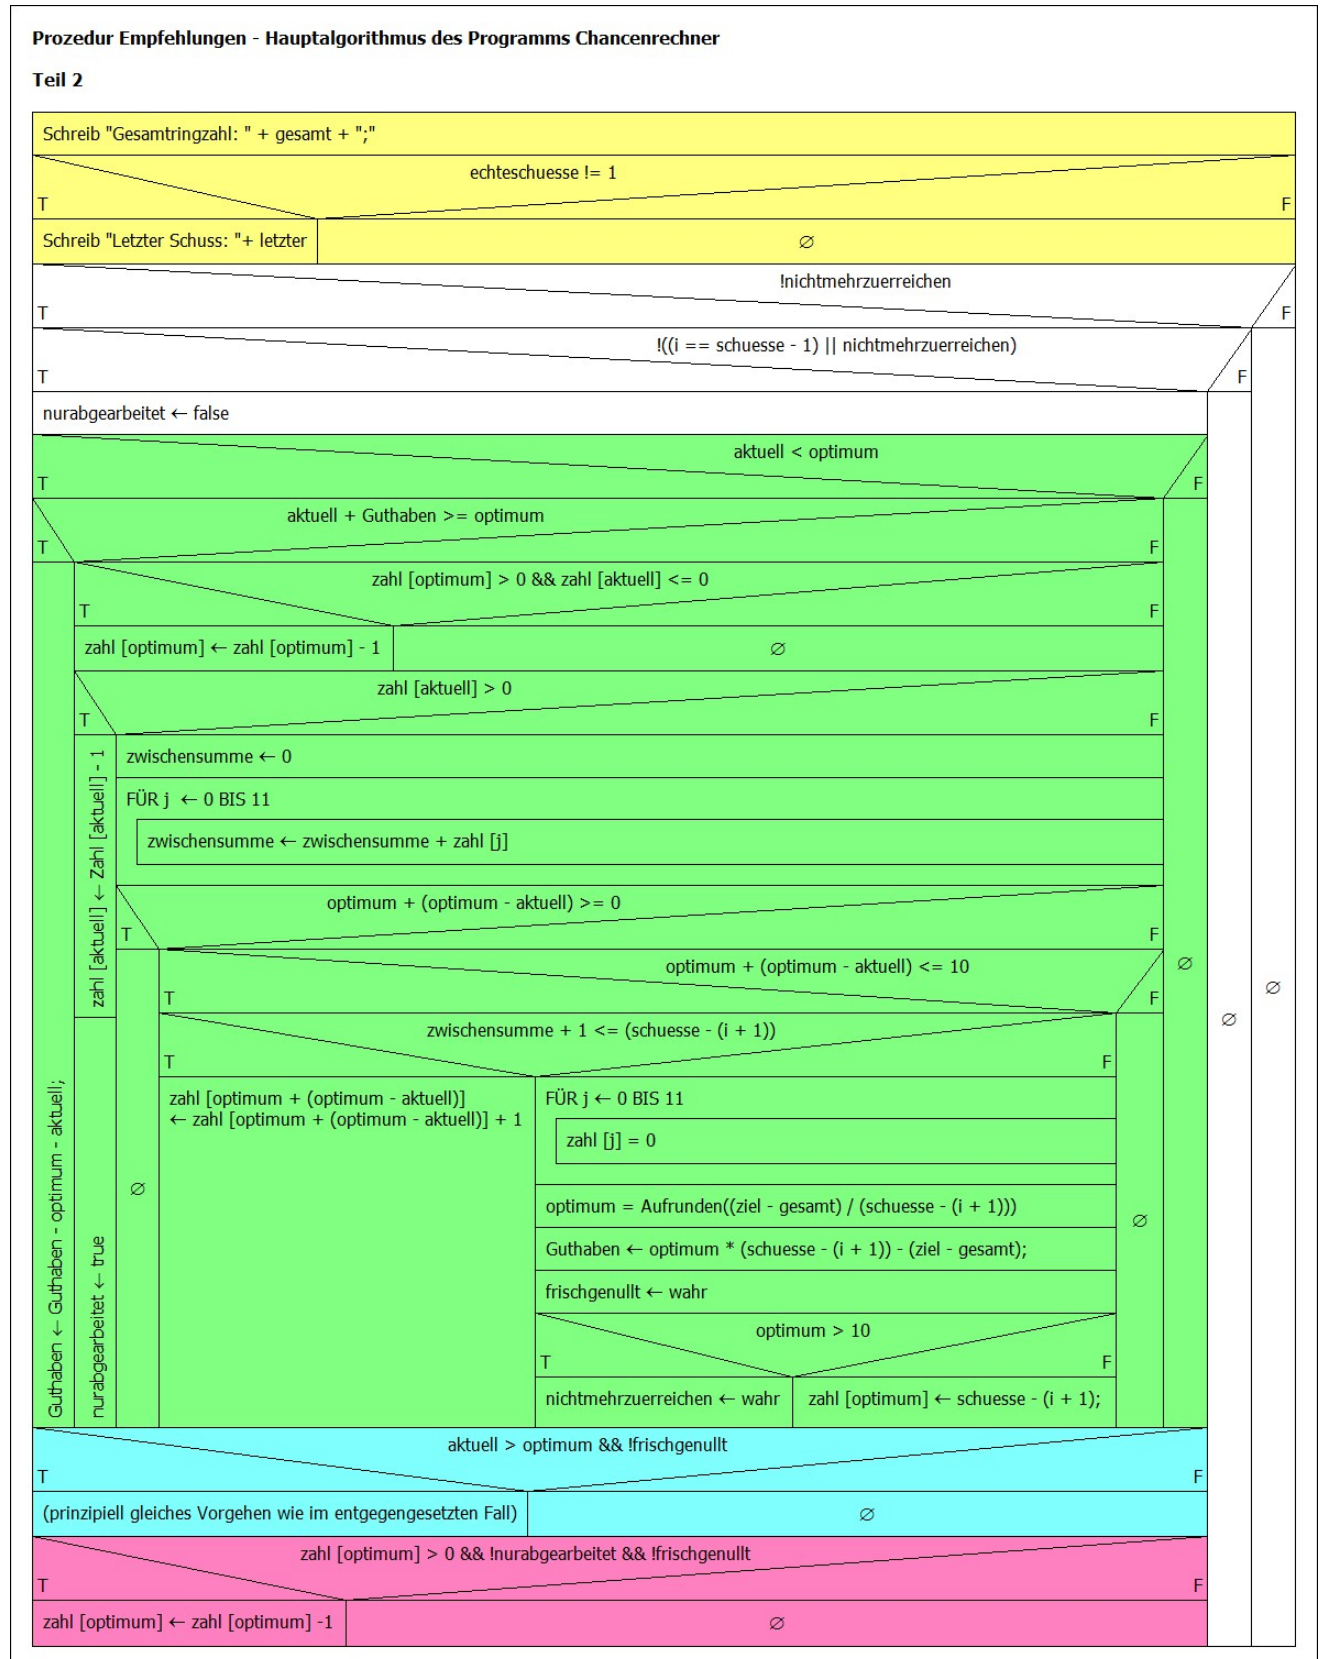 Prozedur Empfehlungen - Hauptalgorithmus des Programms Chancenrechner
Teil 2
Schreib "Gesamtringzahl: " + gesamt + ";"
echteschuesse != 1
T
F
Schreib "Letzter Schuss: "+ letzter
∅
!nichtmehrzuerreichen
T
F
!((i == schuesse - 1) || nichtmehrzuerreichen)
T
F
nurabgearbeitet ← false
aktuell < optimum
T
F
aktuell + Guthaben >= optimum
T
F
Guthaben ← Guthaben - optimum - aktuell;
zahl [optimum] > 0 && zahl [aktuell] <= 0
T
F
zahl [optimum] ← zahl [optimum] - 1
∅
zahl [aktuell] > 0
T
F
zahl [aktuell] ← Zahl [aktuell] - 1
nurabgearbeitet ← true
zwischensumme ← 0
FÜR j ← 0 BIS 11
zwischensumme ← zwischensumme + zahl [j]
optimum + (optimum - aktuell) >= 0
T
F
∅
optimum + (optimum - aktuell) <= 10
T
F
zwischensumme + 1 <= (schuesse - (i + 1))
T
F
zahl [optimum + (optimum - aktuell)]
← zahl [optimum + (optimum - aktuell)] + 1
FÜR j ← 0 BIS 11
zahl [j] = 0
optimum = Aufrunden((ziel - gesamt) / (schuesse - (i + 1)))
Guthaben ← optimum * (schuesse - (i + 1)) - (ziel - gesamt);
frischgenullt ← wahr
optimum > 10
T
F
nichtmehrzuerreichen ← wahr
zahl [optimum] ← schuesse - (i + 1);
∅
∅
∅
∅
aktuell > optimum && !frischgenullt
T
F
(prinzipiell gleiches Vorgehen wie im entgegengesetzten Fall)
∅
zahl [optimum] > 0 && !nurabgearbeitet && !frischgenullt
T
F
zahl [optimum] ← zahl [optimum] -1
∅